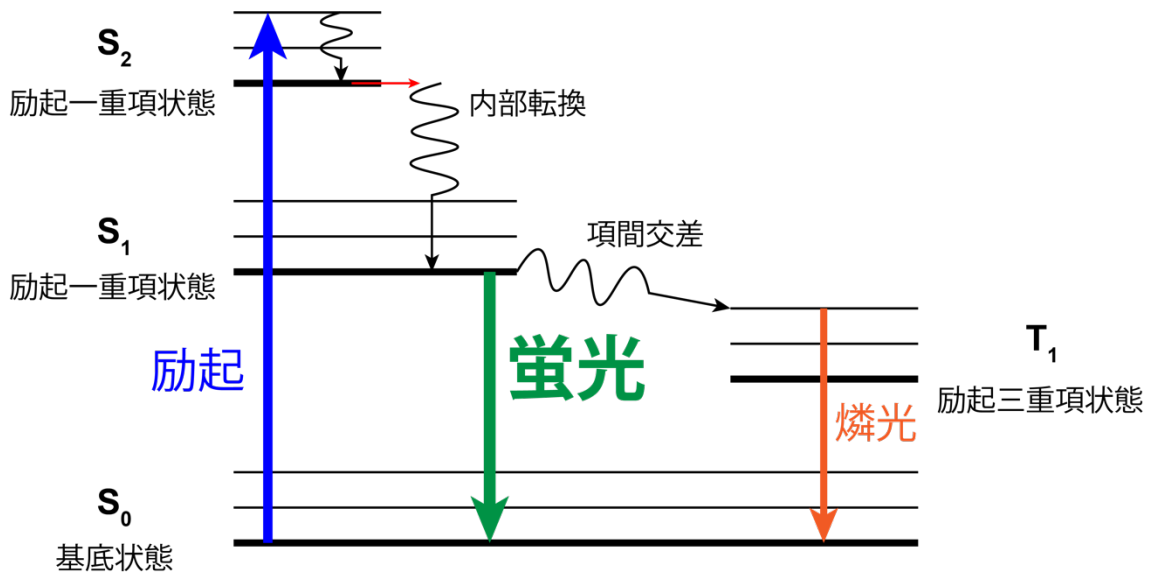 S₂
励起一重項状態
内部転換
S₁
励起一重項状態
項間交差
励起
蛍光
T₁
励起三重項状態
燐光
S₀
基底状態